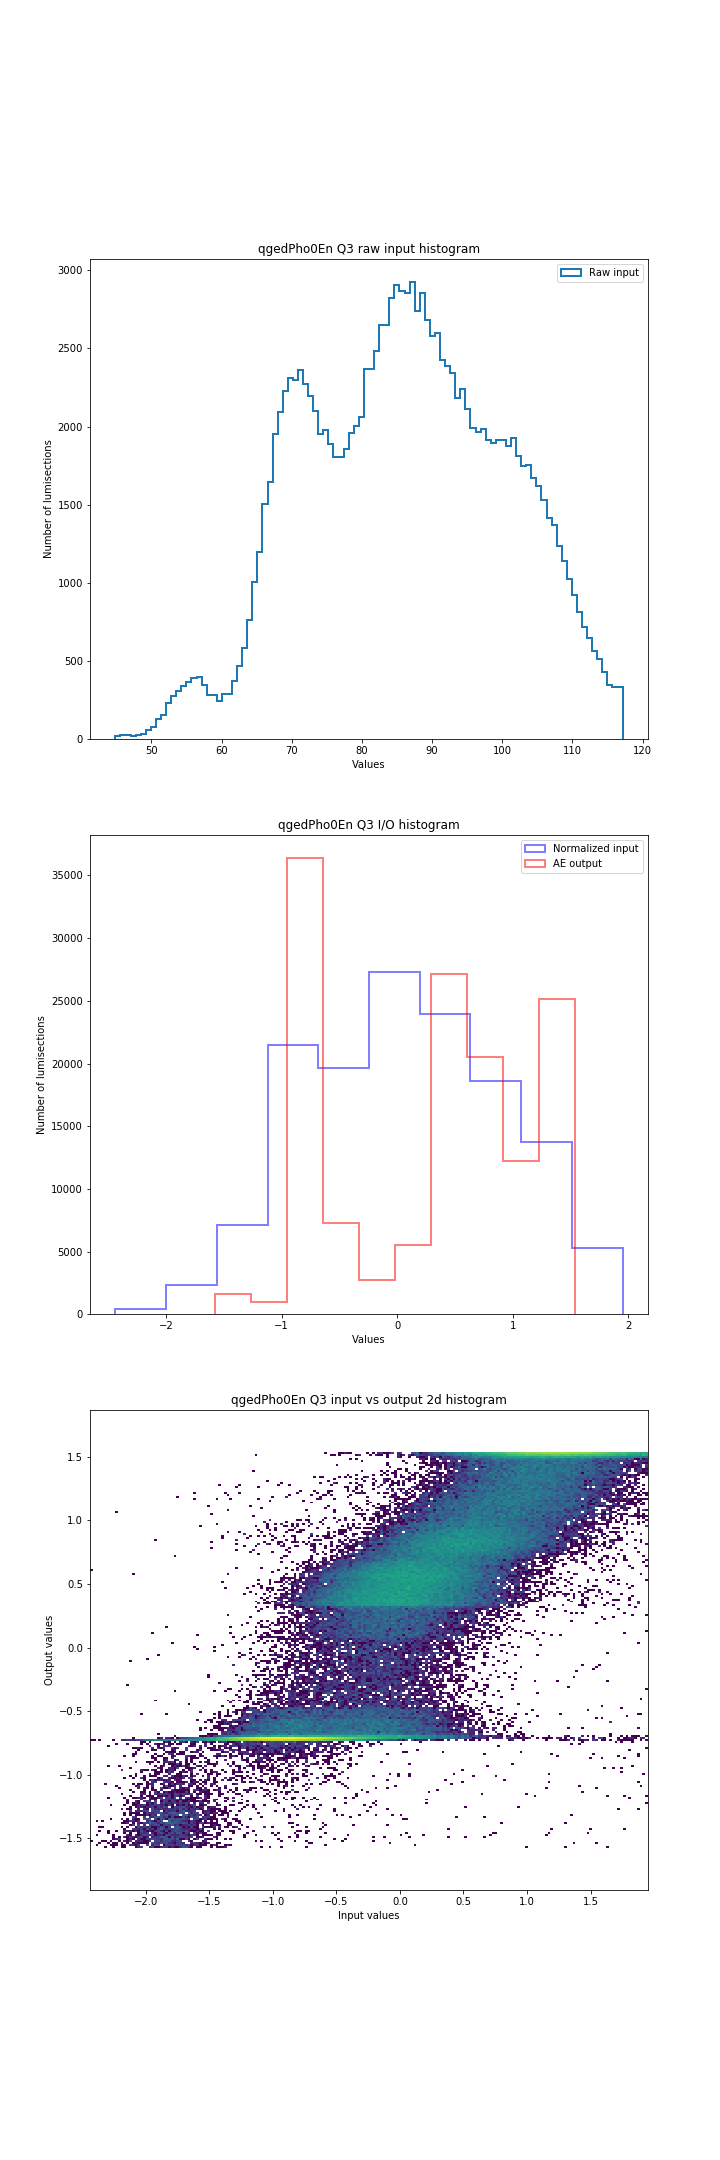 qgedPho0En Q3 raw input histogram
3000
2500
2000
1500
1000
500
0
Number of lumisections
Raw input
50 60 70 80 90 100 110 120
Values
qgedPho0En Q3 I/O histogram
35000
30000
25000
20000
15000
10000
5000
0
Number of lumisections
Normalized input
AE output
−2 −1 0 1 2
Values
qgedPho0En Q3 input vs output 2d histogram
1.5
1.0
0.5
0.0
−0.5
−1.0
−1.5
Output values
−2.0 −1.5 −1.0 −0.5 0.0 0.5 1.0 1.5
Input values